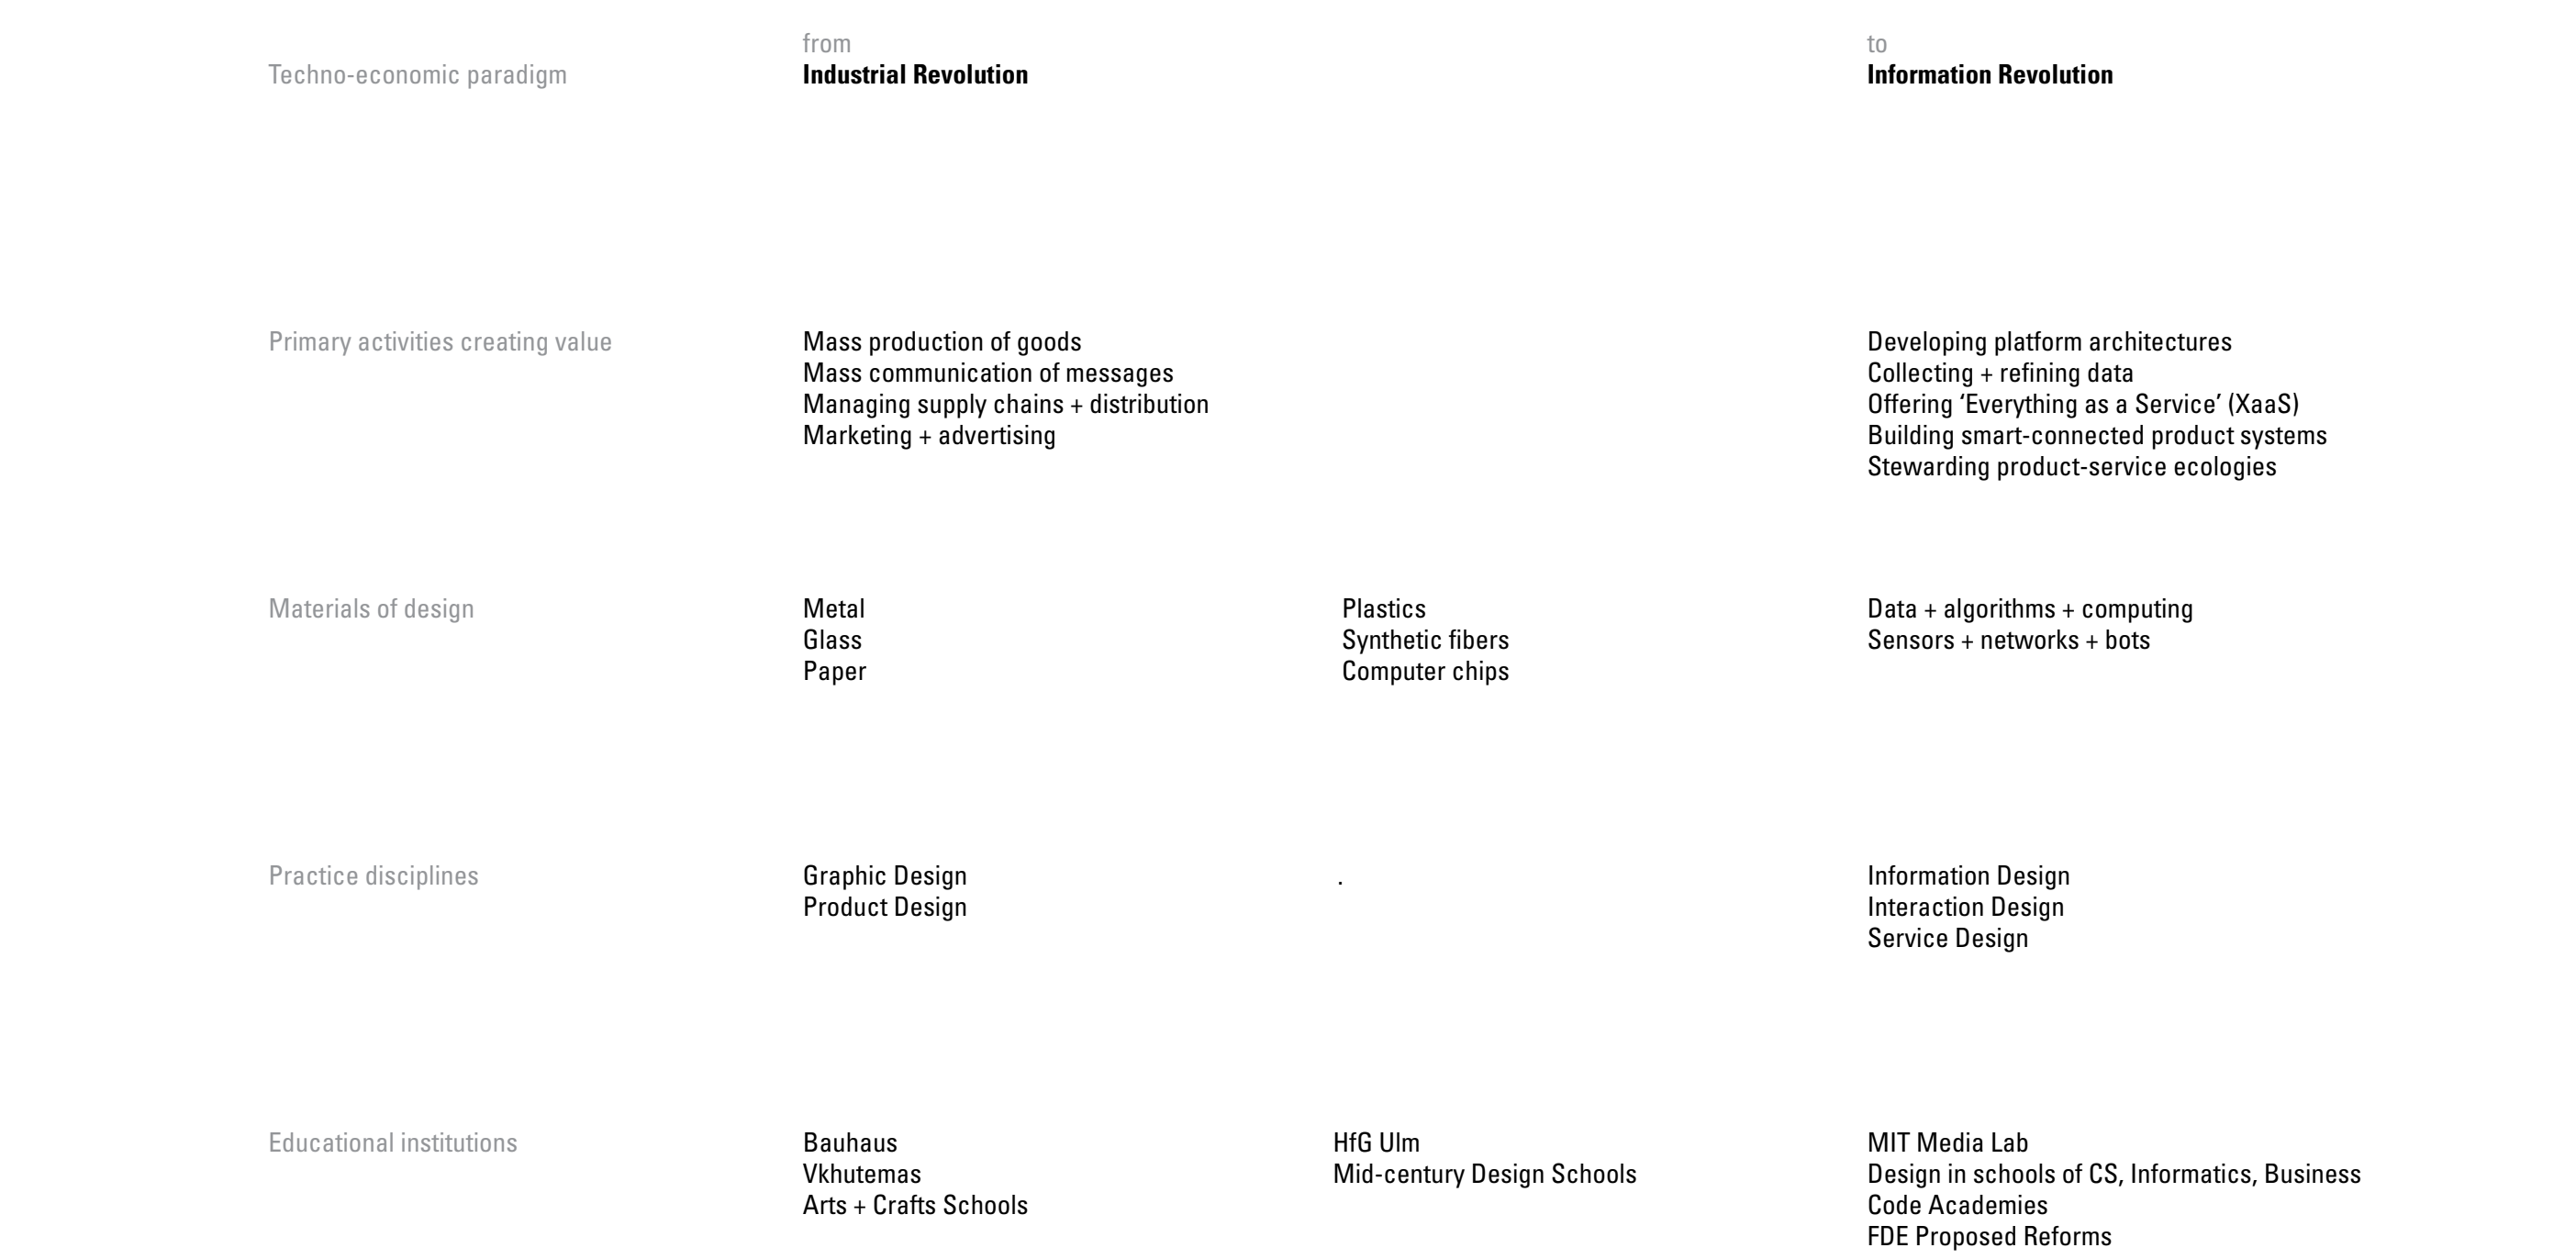 from
to
Techno-economic paradigm
Industrial Revolution
Information Revolution
Primary activities creating value
Mass production of goods
Mass communication of messages
Managing supply chains + distribution
Marketing + advertising
Developing platform architectures
Collecting + refining data
Offering ‘Everything as a Service’ (XaaS)
Building smart-connected product systems
Stewarding product-service ecologies
Materials of design
Metal
Glass
Paper
Plastics
Synthetic fibers
Computer chips
Data + algorithms + computing
Sensors + networks + bots
Practice disciplines
Graphic Design
Product Design
.
Information Design
Interaction Design
Service Design
Educational institutions
Bauhaus
Vkhutemas
Arts + Crafts Schools
HfG Ulm
Mid-century Design Schools
MIT Media Lab
Design in schools of CS, Informatics, Business
Code Academies
FDE Proposed Reforms